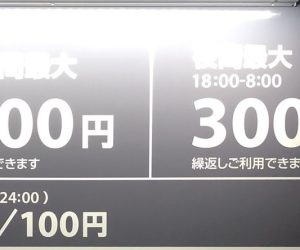 間最大
00円
できます
夜間最大
18:00-8:00
300
繰返しご利用できま
24:00）
／100円